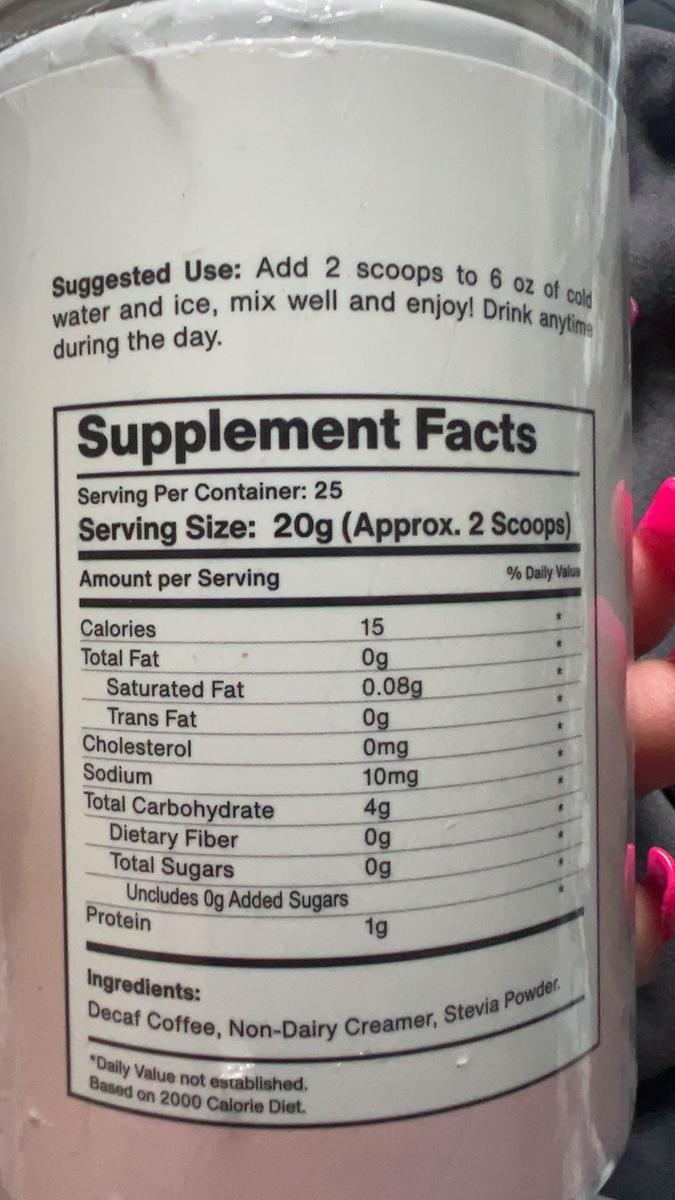 Suggested Use: Add 2 scoops to 6 oz of cold
water and ice, mix well and enjoy! Drink anytime
during the day.
Supplement Facts
Serving Per Container: 25
Serving Size: 20g (Approx. 2 Scoops)
Amount per Serving % Daily Value
Calories 15 *
Total Fat 0g *
Saturated Fat 0.08g *
Trans Fat 0g *
Cholesterol 0mg *
Sodium 10mg *
Total Carbohydrate 4g *
Dietary Fiber 0g *
Total Sugars 0g *
Uncludes 0g Added Sugars *
Protein 1g
Ingredients:
Decaf Coffee, Non-Dairy Creamer, Stevia Powder.
*Daily Value not established.
Based on 2000 Calorie Diet.